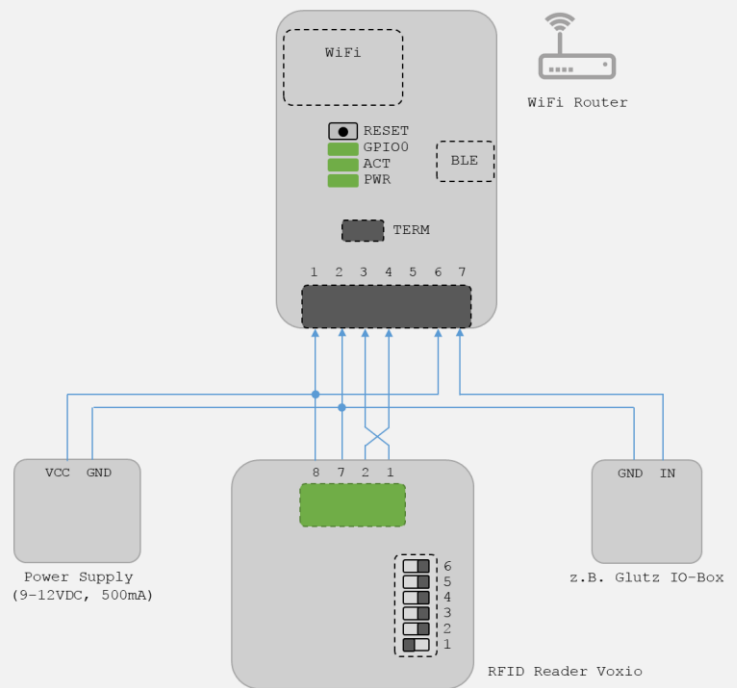 WiFi
WiFi Router
RESET
GPIO0
ACT
PWR
BLE
TERM
1 2 3 4 5 6 7
VCC GND
8 7 2 1
GND IN
Power Supply
(9-12VDC, 500mA)
6
5
4
3
2
1
z.B. Glutz IO-Box
RFID Reader Voxio